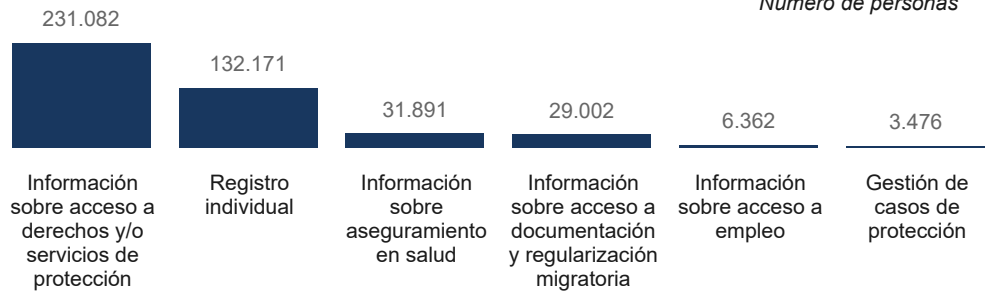 Número de personas
231.082
132.171
31.891
29.002
6.362
3.476
Información
sobre acceso a
derechos y/o
servicios de
protección
Registro
individual
Información
sobre
aseguramiento
en salud
Información
sobre acceso a
documentación
y regularización
migratoria
Información
sobre acceso a
empleo
Gestión de
casos de
protección